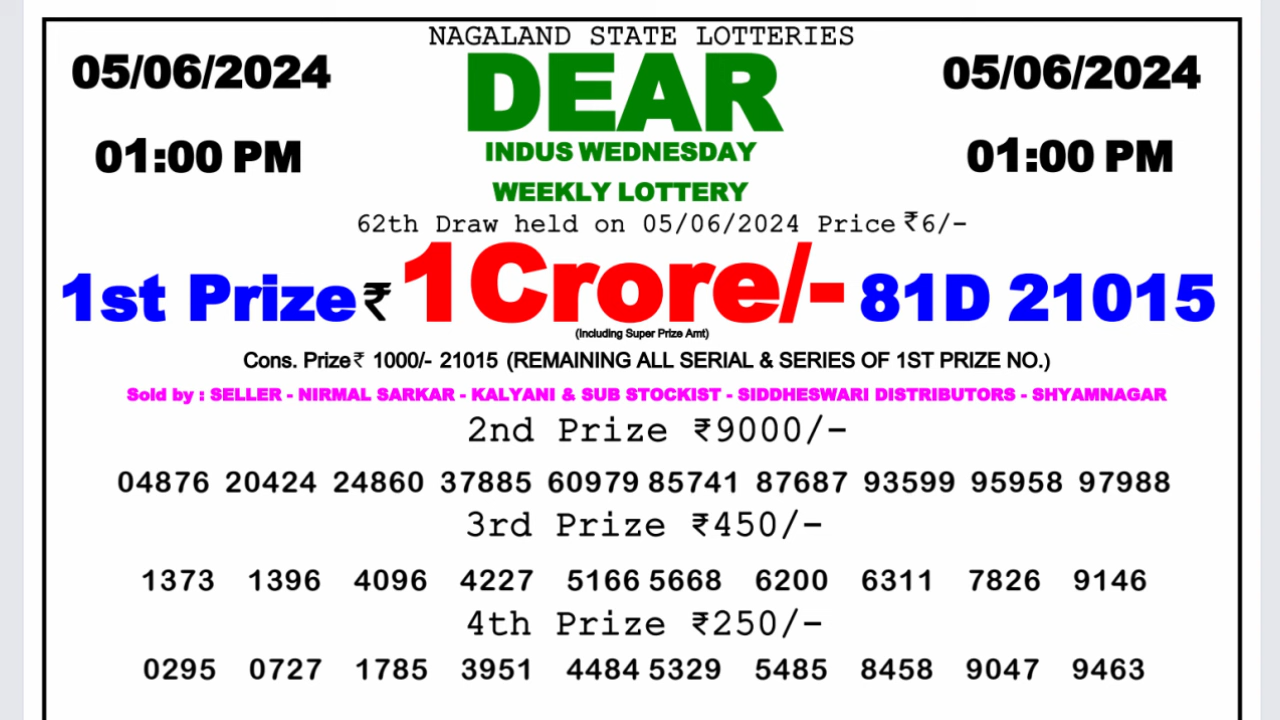 NAGALAND STATE LOTTERIES
05/06/2024 DEAR 05/06/2024
01:00 PM INDUS WEDNESDAY 01:00 PM
WEEKLY LOTTERY
62th Draw held on 05/06/2024 Price ₹6/-
1st Prize ₹ 1Crore/- 81D 21015
(Including Super Prize Amt)
Cons. Prize ₹ 1000/- 21015 (REMAINING ALL SERIAL & SERIES OF 1ST PRIZE NO.)
Sold by : SELLER - NIRMAL SARKAR - KALYANI & SUB STOCKIST - SIDDHESWARI DISTRIBUTORS - SHYAMNAGAR
2nd Prize ₹9000/-
04876 20424 24860 37885 60979 85741 87687 93599 95958 97988
3rd Prize ₹450/-
1373 1396 4096 4227 5166 5668 6200 6311 7826 9146
4th Prize ₹250/-
0295 0727 1785 3951 4484 5329 5485 8458 9047 9463